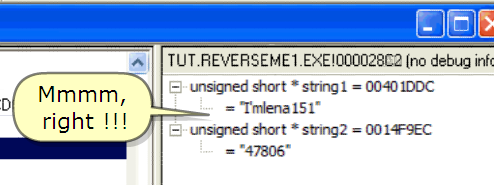 TUT.REVERSEME1.EXE!000028C2 (no debug info
unsigned short * string1 = 00401DDC
= "I'mlena151"
Mmmm,
right !!!
unsigned short * string2 = 0014F9EC
= "47806"